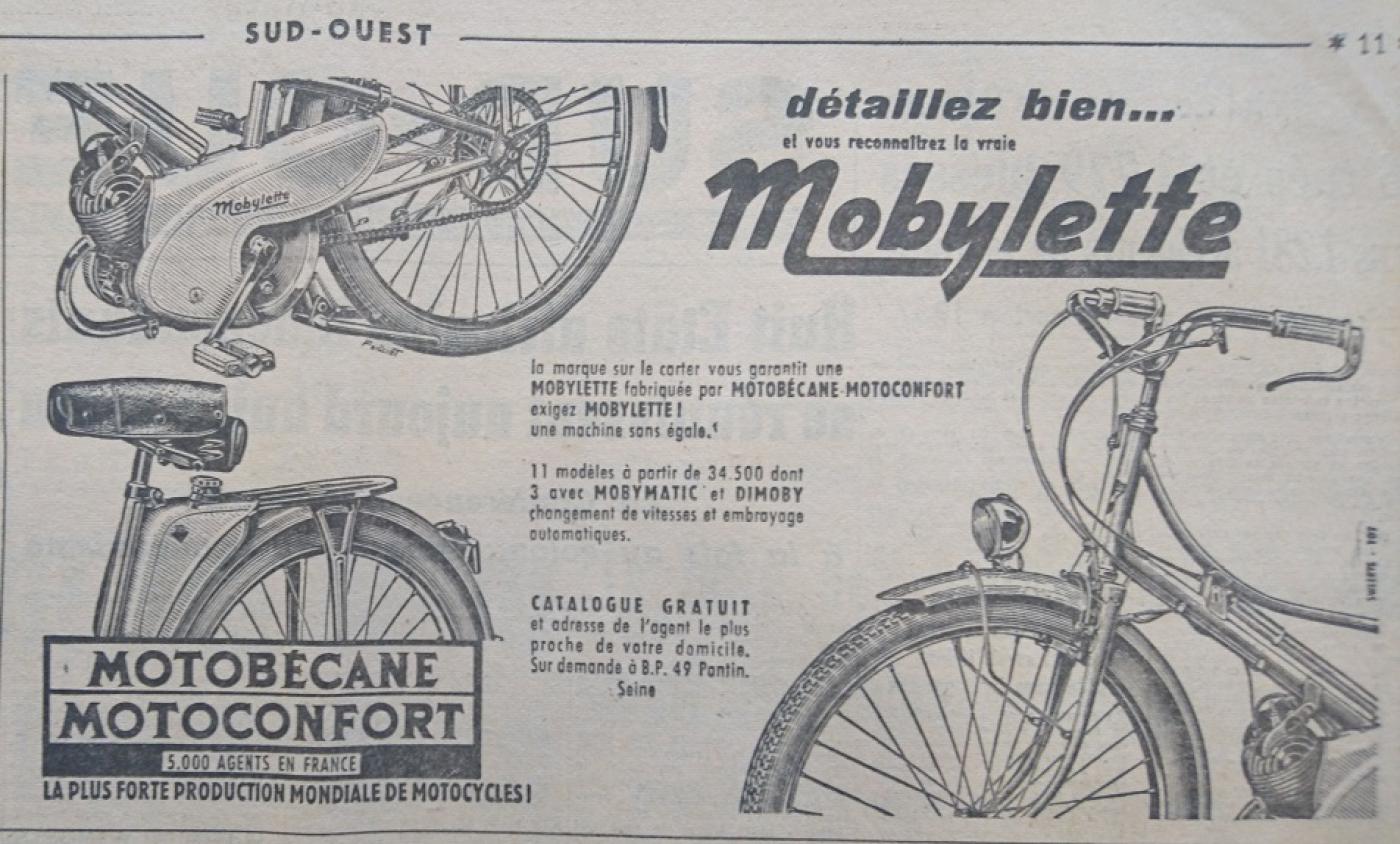 SUD-OUEST
* 11
détaillez bien...
et vous reconnaîtrez la vraie
Mobylette
Mobylette
la marque sur le carter vous garantit une
MOBYLETTE fabriquée par MOTOBÉCANE-MOTOCONFORT
exigez MOBYLETTE !
une machine sans égale.
11 modèles à partir de 34.500 dont
3 avec MOBYMATIC et DIMOBY
changement de vitesses et embrayage
automatiques.
CATALOGUE GRATUIT
et adresse de l'agent le plus
proche de votre domicile.
Sur demande à B.P. 49 Pantin.
Seine
MOTOBÉCANE
MOTOCONFORT
5.000 AGENTS EN FRANCE
LA PLUS FORTE PRODUCTION MONDIALE DE MOTOCYCLES !